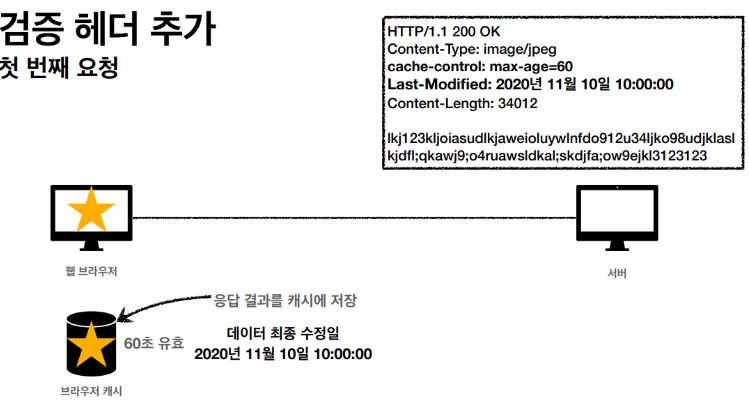 검증 헤더 추가
첫 번째 요청
HTTP/1.1 200 OK
Content-Type: image/jpeg
cache-control: max-age=60
Last-Modified: 2020년 11월 10일 10:00:00
Content-Length: 34012
lkj123kljoiasudlkjaweioluywlnfdo912u34ljko98udjklasl
kjdfl;qkawj9;o4ruawsldkal;skdjfa;ow9ejkl3123123
웹 브라우저
서버
응답 결과를 캐시에 저장
60초 유효
데이터 최종 수정일
2020년 11월 10일 10:00:00
브라우저 캐시